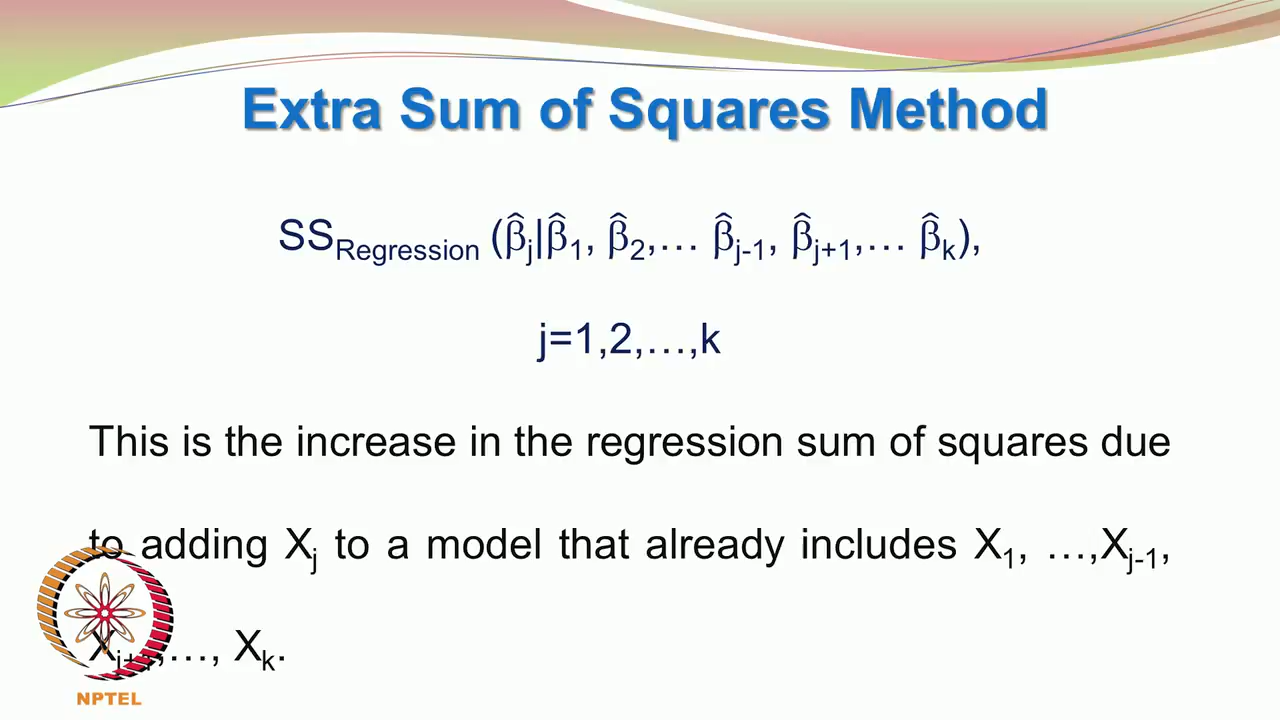 Extra Sum of Squares Method
SS_Regression (β̂_j|β̂_1, β̂_2,… β̂_j-1, β̂_j+1,… β̂_k),
j=1,2,…,k
This is the increase in the regression sum of squares due
to adding X_j to a model that already includes X_1, …,X_j-1,
X_j+1,…, X_k.
NPTEL